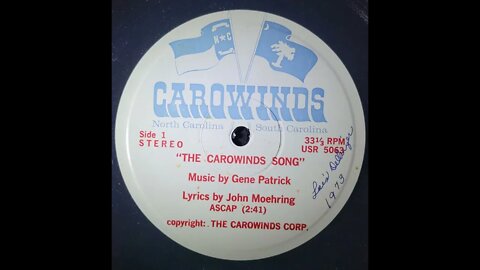 N C
CAROWINDS
North Carolina South Carolina
Side 1
STEREO
33⅓ RPM
USR 5063
"THE CAROWINDS SONG"
Music by Gene Patrick
Lyrics by John Moehring
ASCAP (2:41)
copyright: THE CAROWINDS CORP.
1973